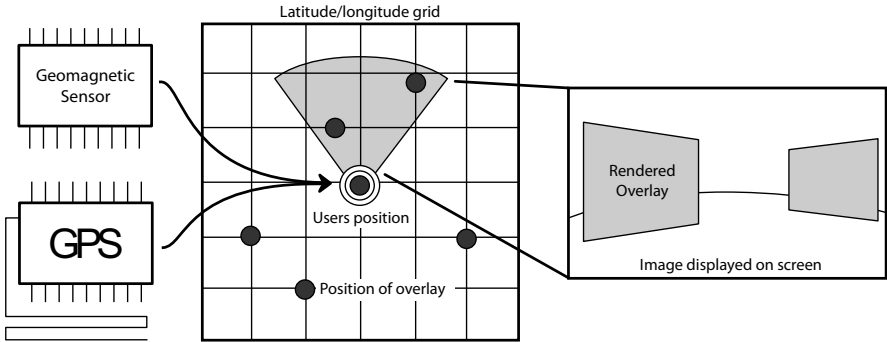 Latitude/longitude grid
Geomagnetic
Sensor
GPS
Users position
Position of overlay
Rendered
Overlay
Image displayed on screen